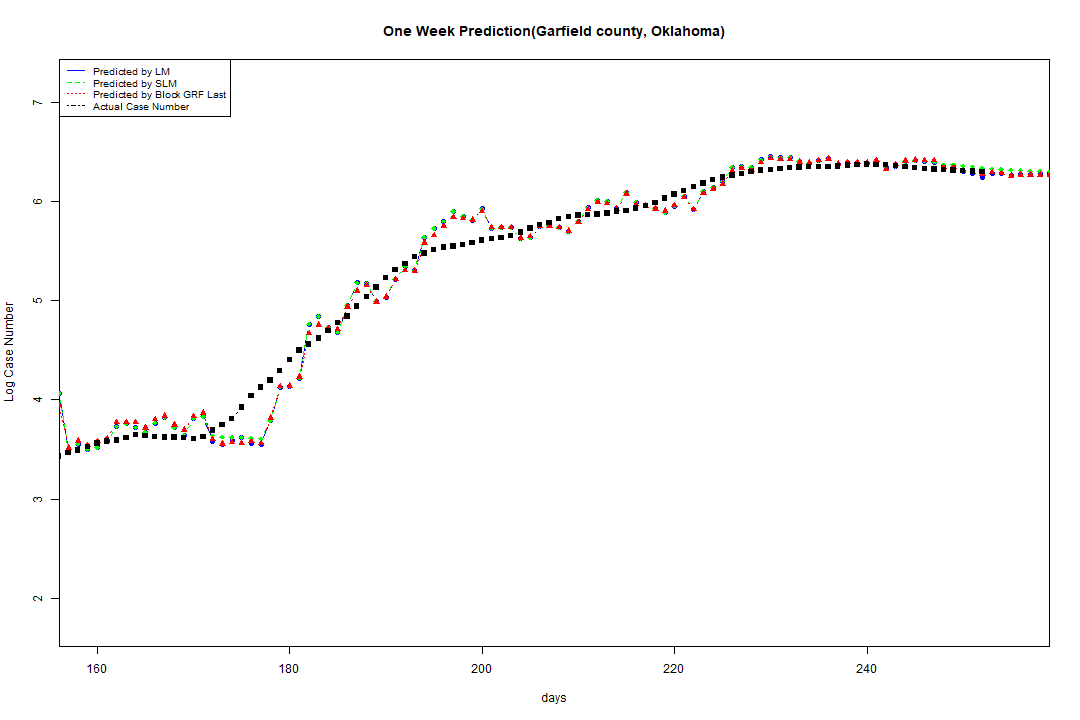 One Week Prediction(Garfield county, Oklahoma)
Predicted by LM
Predicted by SLM
Predicted by Block GRF Last
Actual Case Number
7
6
5
4
3
2
Log Case Number
160 180 200 220 240
days